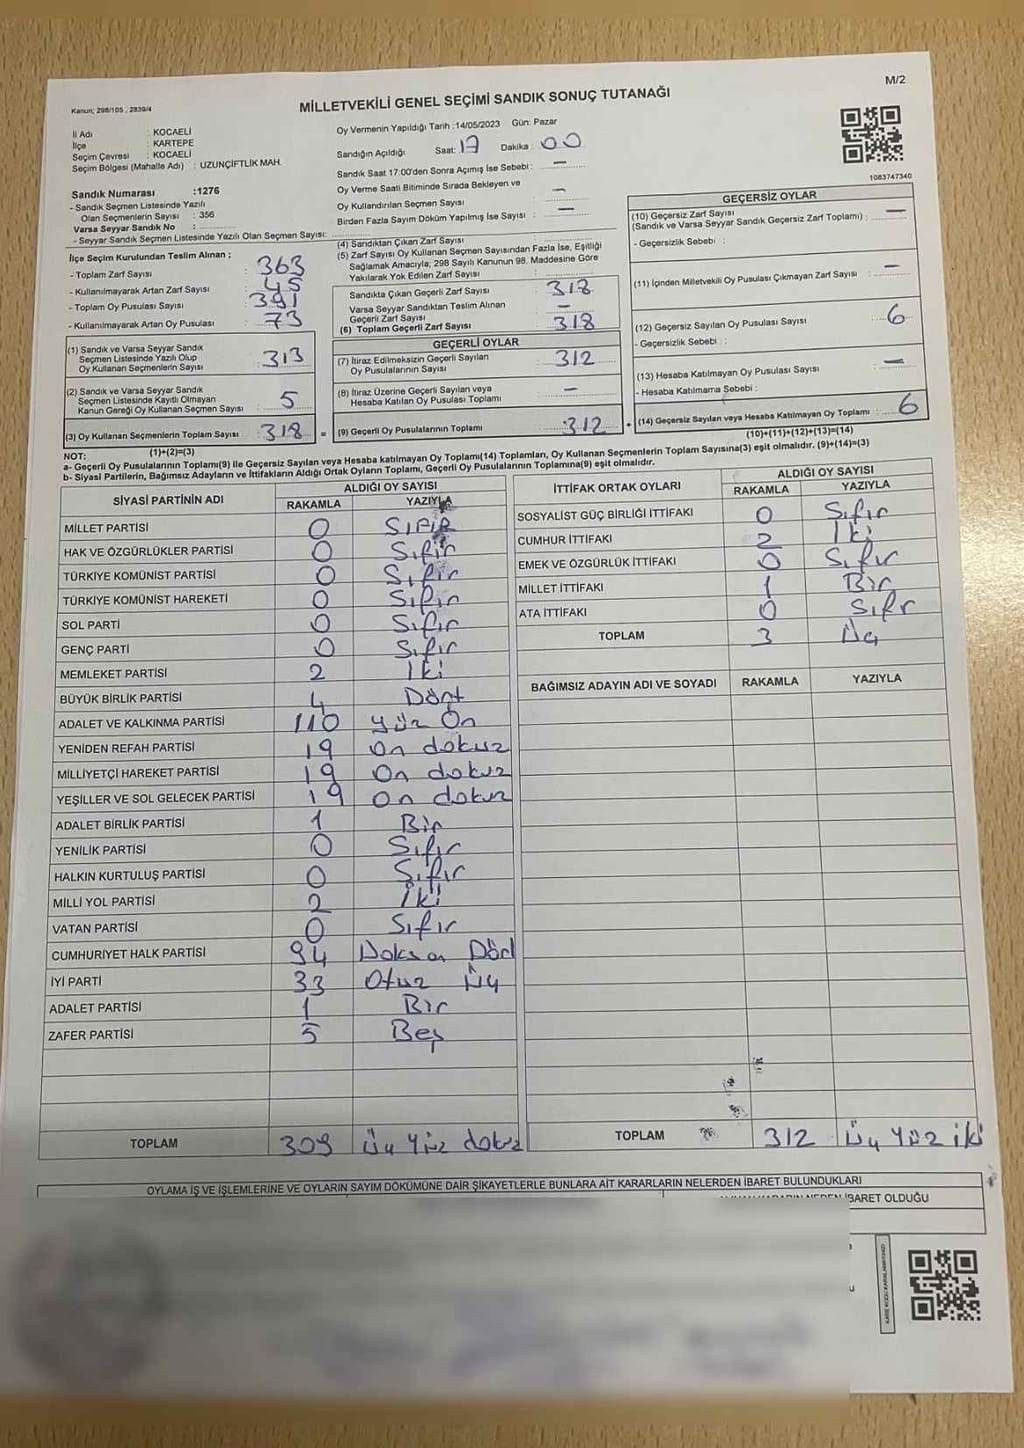 M/2
Kanun; 298/105 , 2839/4
MİLLETVEKİLİ GENEL SEÇİMİ SANDIK SONUÇ TUTANAĞI
İl Adı : KOCAELİ
İlçe : KARTEPE
Seçim Çevresi : KOCAELİ
Seçim Bölgesi (Mahalle Adı) : UZUNÇİFTLİK MAH.
Sandık Numarası :1276
- Sandık Seçmen Listesinde Yazılı
Olan Seçmenlerin Sayısı : 356
Varsa Seyyar Sandık No :
- Seyyar Sandık Seçmen Listesinde Yazılı Olan Seçmen Sayısı:
İlçe Seçim Kurulundan Teslim Alınan ;
- Toplam Zarf Sayısı : 363
- Kullanılmayarak Artan Zarf Sayısı : 45
- Toplam Oy Pusulası Sayısı : 391
- Kullanılmayarak Artan Oy Pusulası : 73
(1) Sandık ve Varsa Seyyar Sandık
Seçmen Listesinde Yazılı Olup
Oy Kullanan Seçmenlerin Sayısı : 313
(2) Sandık ve Varsa Seyyar Sandık
Seçmen Listesinde Kayıtlı Olmayan
Kanun Gereği Oy Kullanan Seçmen Sayısı : 5
(3) Oy Kullanan Seçmenlerin Toplam Sayısı : 318
Oy Vermenin Yapıldığı Tarih :14/05/2023 Gün: Pazar
Sandığın Açıldığı Saat: 17 Dakika : 00
Sandık Saat 17:00'den Sonra Açımış İse Sebebi : —
Oy Verme Saati Bitiminde Sırada Bekleyen ve
Oy Kullandırılan Seçmen Sayısı : —
Birden Fazla Sayım Döküm Yapılmış İse Sayısı : —
(4) Sandıktan Çıkan Zarf Sayısı :
(5) Zarf Sayısı Oy Kullanan Seçmen Sayısından Fazla İse, Eşitliği
Sağlamak Amacıyla; 298 Sayılı Kanunun 98. Maddesine Göre
Yakılarak Yok Edilen Zarf Sayısı :
Sandıkta Çıkan Geçerli Zarf Sayısı : 318
Varsa Seyyar Sandıktan Teslim Alınan
Geçerli Zarf Sayısı : —
(6) Toplam Geçerli Zarf Sayısı : 318
GEÇERLİ OYLAR
(7) İtiraz Edilmeksizin Geçerli Sayılan
Oy Pusulalarının Sayısı : 312
(8) İtiraz Üzerine Geçerli Sayılan veya
Hesaba Katılan Oy Pusulası Toplamı : —
= (9) Geçerli Oy Pusulalarının Toplamı : 312
1083747340
GEÇERSİZ OYLAR
(10) Geçersiz Zarf Sayısı
(Sandık ve Varsa Seyyar Sandık Geçersiz Zarf Toplamı) : —
- Geçersizlik Sebebi :
(11) İçinden Milletvekili Oy Pusulası Çıkmayan Zarf Sayısı : —
(12) Geçersiz Sayılan Oy Pusulası Sayısı : 6
- Geçersizlik Sebebi :
(13) Hesaba Katılmayan Oy Pusulası Sayısı : —
- Hesaba Katılmama Sebebi :
+ (14) Geçersiz Sayılan veya Hesaba Katılmayan Oy Toplamı : 6
NOT: (1)+(2)=(3)
(10)+(11)+(12)+(13)=(14)
a- Geçerli Oy Pusulalarının Toplamı(9) ile Geçersiz Sayılan veya Hesaba katılmayan Oy Toplamı(14) Toplamları, Oy Kullanan Seçmenlerin Toplam Sayısına(3) eşit olmalıdır. (9)+(14)=(3)
b- Siyasi Partilerin, Bağımsız Adayların ve İttifakların Aldığı Ortak Oyların Toplamı, Geçerli Oy Pusulalarının Toplamına(9) eşit olmalıdır.
SİYASİ PARTİNİN ADI ALDIĞI OY SAYISI
RAKAMLA YAZIYLA
MİLLET PARTİSİ 0 SIFIR
HAK VE ÖZGÜRLÜKLER PARTİSİ 0 Sıfır
TÜRKİYE KOMÜNİST PARTİSİ 0 Sıfır
TÜRKİYE KOMÜNİST HAREKETİ 0 Sıfır
SOL PARTİ 0 Sıfır
GENÇ PARTİ 0 Sıfır
MEMLEKET PARTİSİ 2 İki
BÜYÜK BİRLİK PARTİSİ 4 Dört
ADALET VE KALKINMA PARTİSİ 110 yüz On
YENİDEN REFAH PARTİSİ 19 On dokuz
MİLLİYETÇİ HAREKET PARTİSİ 19 On dokuz
YEŞİLLER VE SOL GELECEK PARTİSİ 19 On dokuz
ADALET BİRLİK PARTİSİ 1 Bir
YENİLİK PARTİSİ 0 Sıfır
HALKIN KURTULUŞ PARTİSİ 0 Sıfır
MİLLİ YOL PARTİSİ 2 İki
VATAN PARTİSİ 0 Sıfır
CUMHURİYET HALK PARTİSİ 94 Doksan Dört
İYİ PARTİ 33 Otuz Üç
ADALET PARTİSİ 1 Bir
ZAFER PARTİSİ 5 Beş
TOPLAM 309 Üç Yüz dokuz
İTTİFAK ORTAK OYLARI ALDIĞI OY SAYISI
RAKAMLA YAZIYLA
SOSYALİST GÜÇ BİRLİĞİ İTTİFAKI 0 Sıfır
CUMHUR İTTİFAKI 2 İki
EMEK VE ÖZGÜRLÜK İTTİFAKI 0 Sıfır
MİLLET İTTİFAKI 1 Bir
ATA İTTİFAKI 0 Sıfr
TOPLAM 3 Üç
BAĞIMSIZ ADAYIN ADI VE SOYADI RAKAMLA YAZIYLA
TOPLAM 312 Üç Yüz iki
OYLAMA İŞ VE İŞLEMLERİNE VE OYLARIN SAYIM DÖKÜMÜNE DAİR ŞİKAYETLERLE BUNLARA AİT KARARLARIN NELERDEN İBARET BULUNDUKLARI
İBARET OLDUĞU